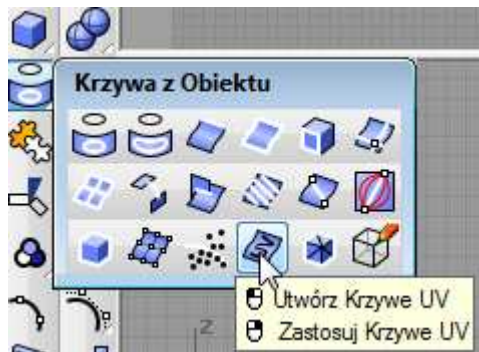 Krzywa z Obiektu
Utwórz Krzywe UV
Zastosuj Krzywe UV
z